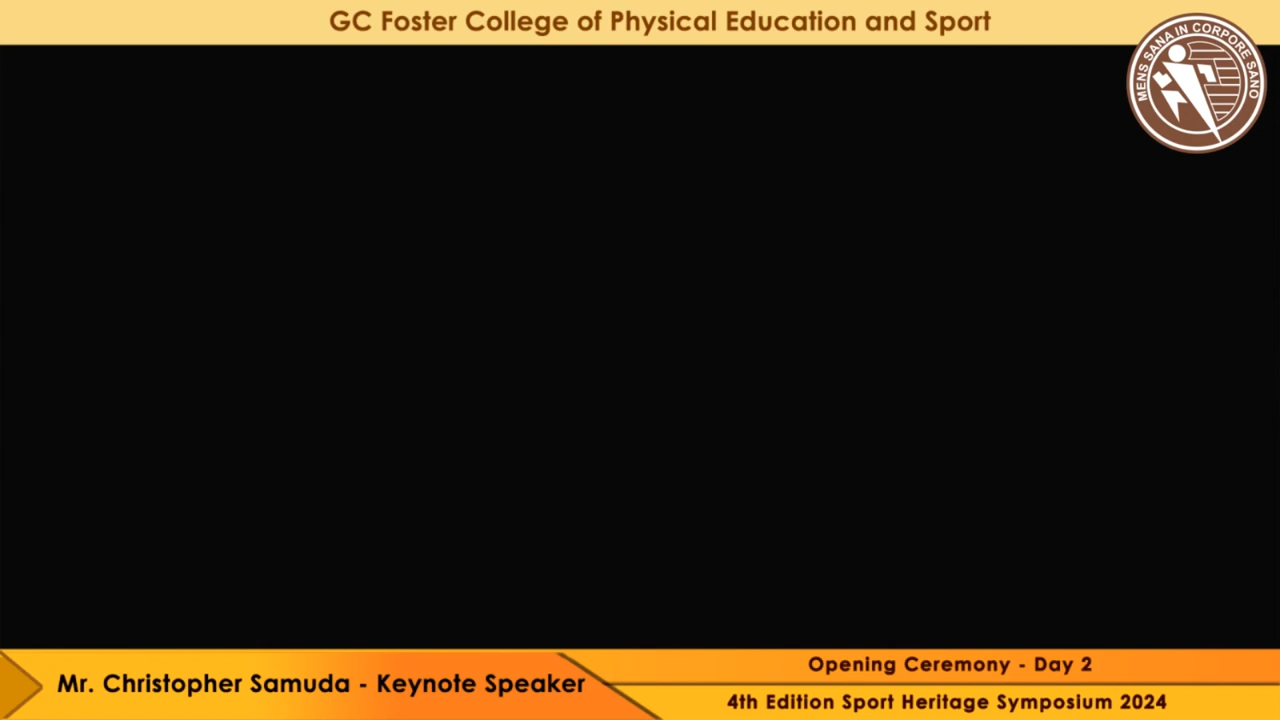 GC Foster College of Physical Education and Sport
MENS SANA IN CORPORE SANO
Mr. Christopher Samuda - Keynote Speaker
Opening Ceremony - Day 2
4th Edition Sport Heritage Symposium 2024